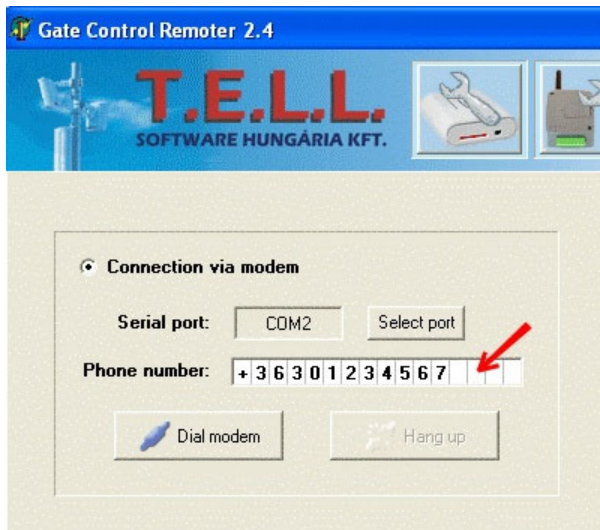 Gate Control Remoter 2.4
T.E.L.L.
SOFTWARE HUNGÁRIA KFT.
Connection via modem
Serial port: COM2 Select port
Phone number: +36301234567
Dial modem Hang up